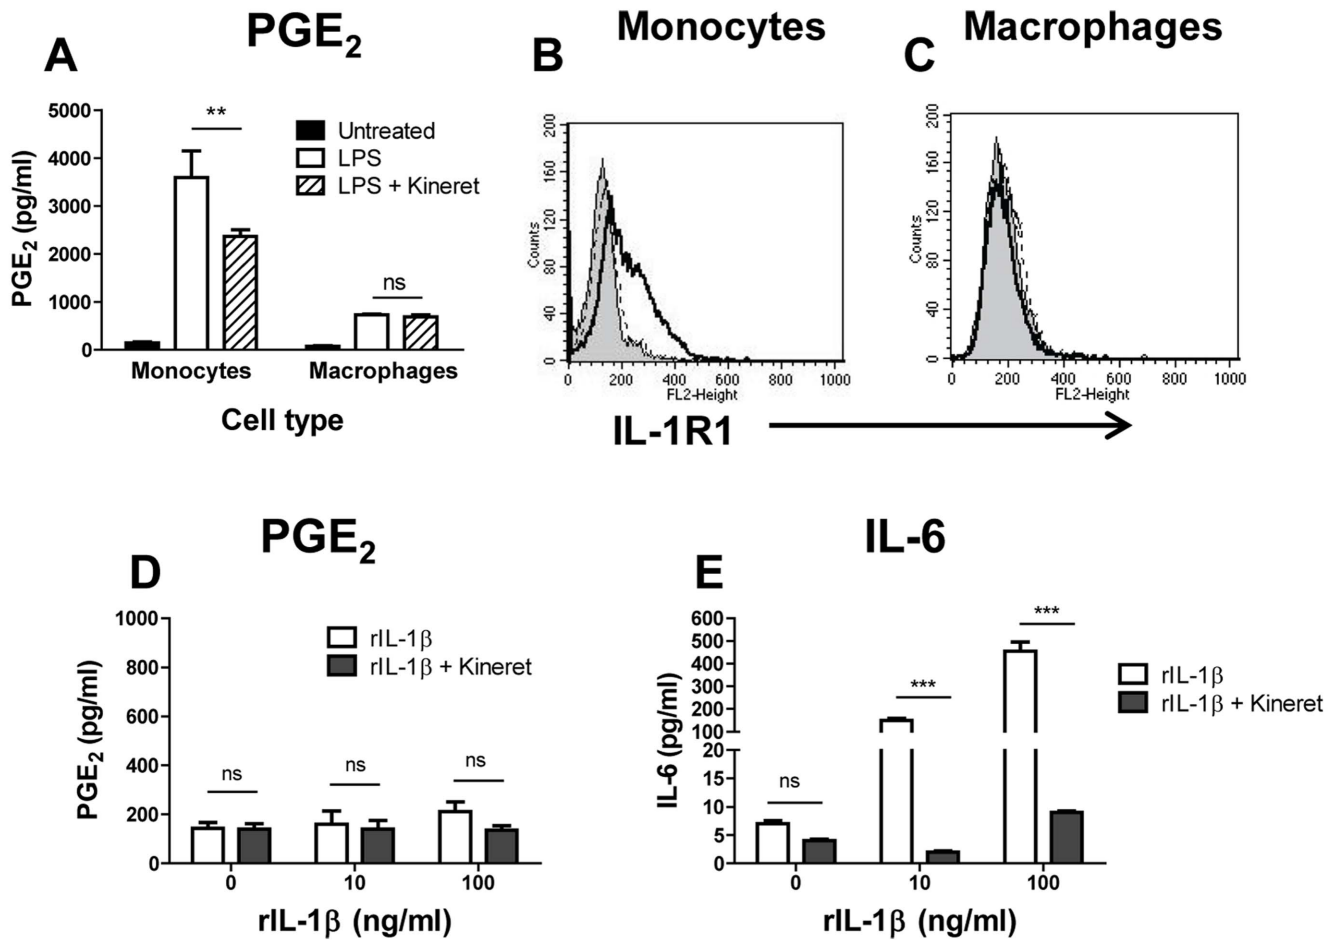 PGE2
Monocytes
Macrophages
A
B
C
PGE2 (pg/ml)
5000
4000
3000
2000
1000
0
**
ns
Untreated
LPS
LPS + Kineret
Monocytes
Macrophages
Cell type
Counts
200
160
120
80
40
0
0 200 400 600 800 1000
FL2-Height
Counts
200
160
120
80
40
0
0 200 400 600 800 1000
FL2-Height
IL-1R1
PGE2
IL-6
D
E
PGE2 (pg/ml)
1000
800
600
400
200
0
rIL-1β
rIL-1β + Kineret
ns
ns
ns
0 10 100
rIL-1β (ng/ml)
IL-6 (pg/ml)
600
500
400
300
200
100
20
15
10
5
0
ns
***
***
rIL-1β
rIL-1β + Kineret
0 10 100
rIL-1β (ng/ml)